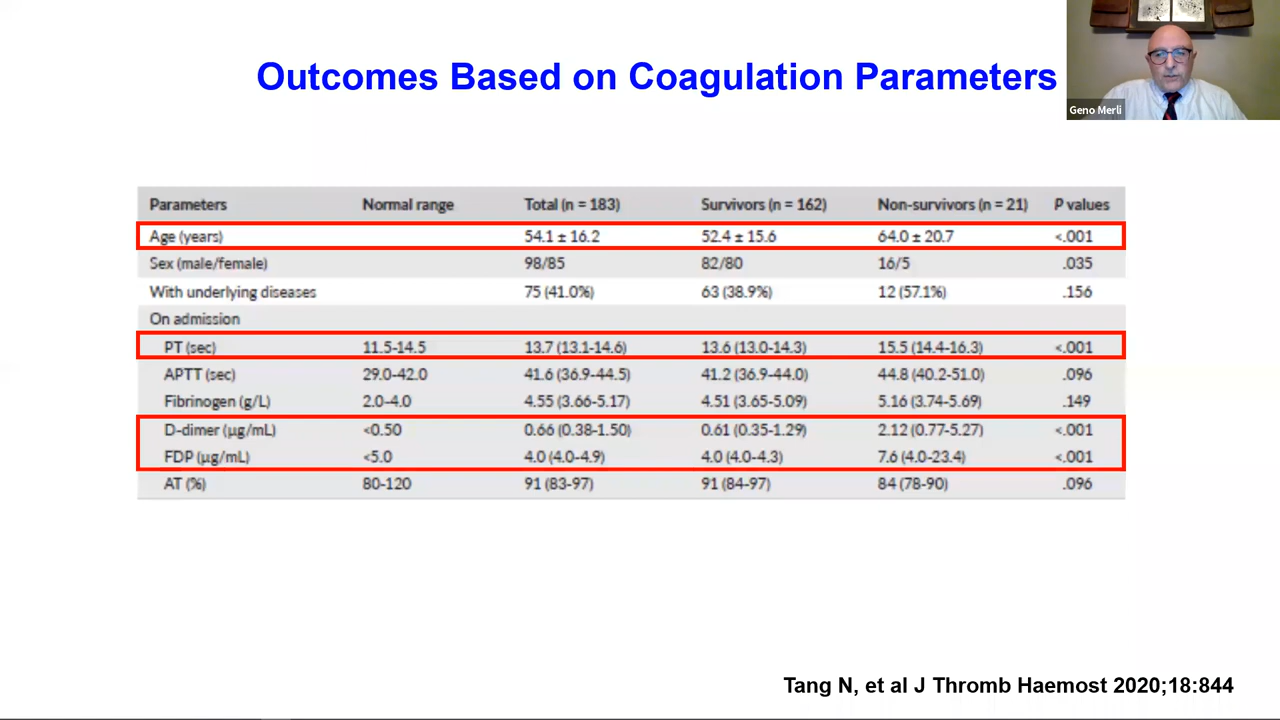 Outcomes Based on Coagulation Parameters
Geno Merli
Parameters Normal range Total (n = 183) Survivors (n = 162) Non-survivors (n = 21) P values
Age (years) 54.1 ± 16.2 52.4 ± 15.6 64.0 ± 20.7 <.001
Sex (male/female) 98/85 82/80 16/5 .035
With underlying diseases 75 (41.0%) 63 (38.9%) 12 (57.1%) .156
On admission
PT (sec) 11.5-14.5 13.7 (13.1-14.6) 13.6 (13.0-14.3) 15.5 (14.4-16.3) <.001
APTT (sec) 29.0-42.0 41.6 (36.9-44.5) 41.2 (36.9-44.0) 44.8 (40.2-51.0) .096
Fibrinogen (g/L) 2.0-4.0 4.55 (3.66-5.17) 4.51 (3.65-5.09) 5.16 (3.74-5.69) .149
D-dimer (µg/mL) <0.50 0.66 (0.38-1.50) 0.61 (0.35-1.29) 2.12 (0.77-5.27) <.001
FDP (µg/mL) <5.0 4.0 (4.0-4.9) 4.0 (4.0-4.3) 7.6 (4.0-23.4) <.001
AT (%) 80-120 91 (83-97) 91 (84-97) 84 (78-90) .096
Tang N, et al J Thromb Haemost 2020;18:844